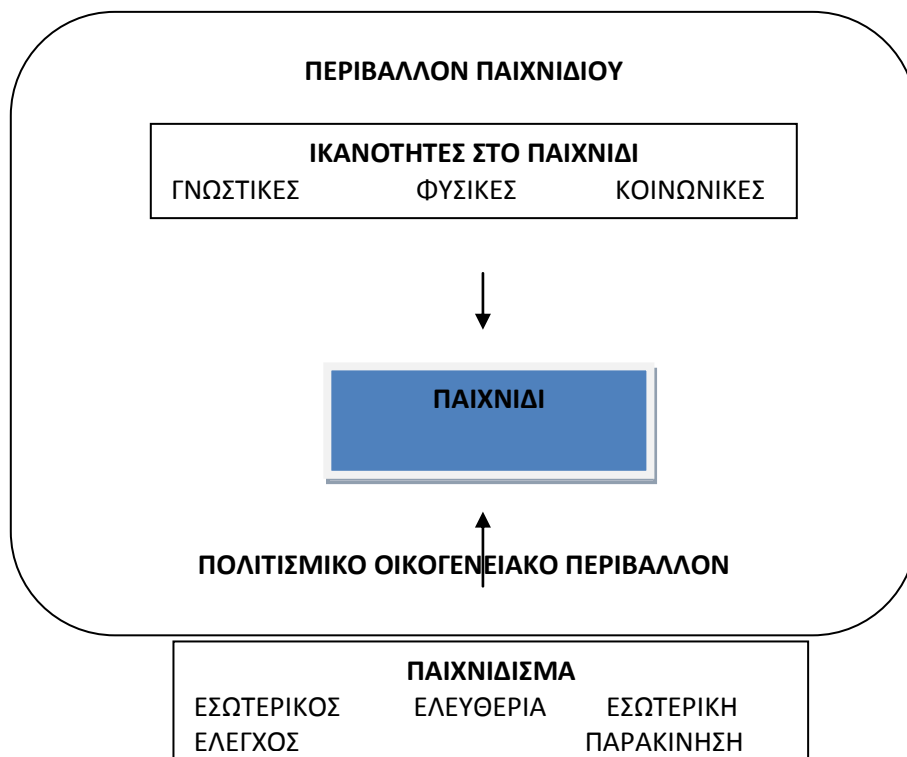 ΠΕΡΙΒΑΛΛΟΝ ΠΑΙΧΝΙΔΙΟΥ
ΙΚΑΝΟΤΗΤΕΣ ΣΤΟ ΠΑΙΧΝΙΔΙ
ΓΝΩΣΤΙΚΕΣ ΦΥΣΙΚΕΣ ΚΟΙΝΩΝΙΚΕΣ
ΠΑΙΧΝΙΔΙ
ΠΟΛΙΤΙΣΜΙΚΟ ΟΙΚΟΓΕΝΕΙΑΚΟ ΠΕΡΙΒΑΛΛΟΝ
ΠΑΙΧΝΙΔΙΣΜΑ
ΕΣΩΤΕΡΙΚΟΣ ΕΛΕΥΘΕΡΙΑ ΕΣΩΤΕΡΙΚΗ
ΕΛΕΓΧΟΣ ΠΑΡΑΚΙΝΗΣΗ